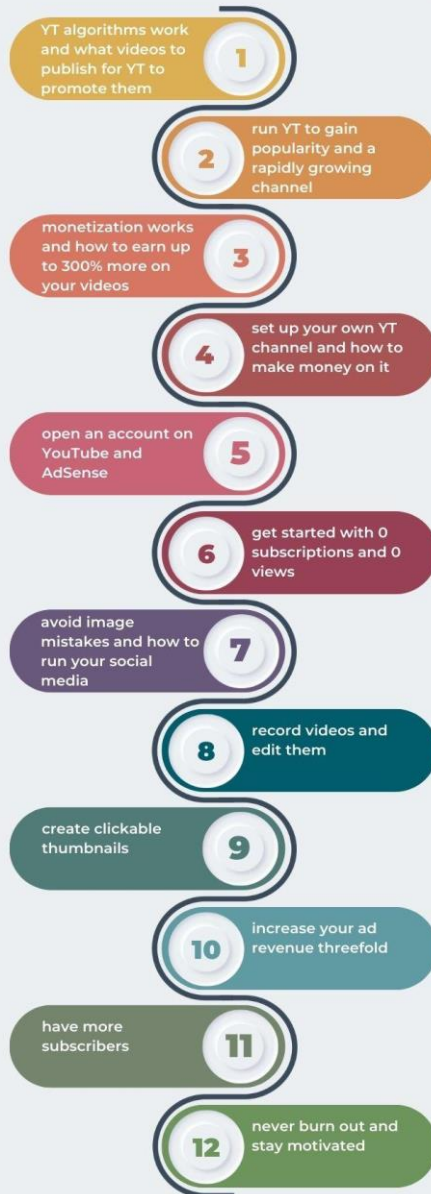 YT algorithms work
and what videos to
publish for YT to
promote them
1
run YT to gain
popularity and a
rapidly growing
channel
2
monetization works
and how to earn up
to 300% more on
your videos
3
set up your own YT
channel and how to
make money on it
4
open an account on
YouTube and
AdSense
5
get started with 0
subscriptions and 0
views
6
avoid image
mistakes and how to
run your social
media
7
record videos and
edit them
8
create clickable
thumbnails
9
increase your ad
revenue threefold
10
have more
subscribers
11
never burn out and
stay motivated
12